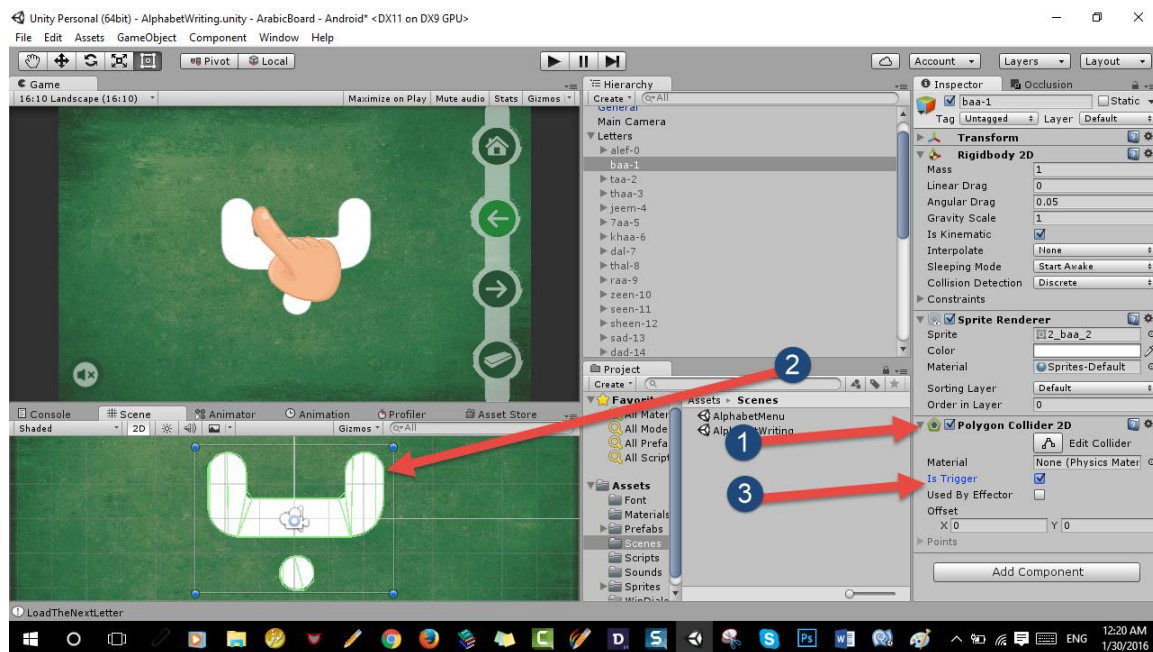 Unity Personal (64bit) - AlphabetWriting.unity - ArabicBoard - Android* <DX11 on DX9 GPU>
File Edit Assets GameObject Component Window Help
Pivot Local Account Layers Layout
Game
16:10 Landscape (16:10) Maximize on Play Mute audio Stats Gizmos
Hierarchy
Create All
General
Main Camera
Letters
alef-0
baa-1
taa-2
thaa-3
jeem-4
7aa-5
khaa-6
dal-7
thal-8
raa-9
zeen-10
seen-11
sheen-12
sad-13
dad-14
Console Scene Animator Animation Profiler Asset Store
Shaded 2D Gizmos All
Project
Create
Favorit
All Mater
All Mode
All Prefa
All Script
Assets
Font
Materials
Prefabs
Scenes
Scripts
Sounds
Sprites
WinDialo
Assets Scenes
AlphabetMenu
Alph Writing
2
1
3
Inspector Occlusion
baa-1 Static
Tag Untagged Layer Default
Transform
Rigidbody 2D
Mass 1
Linear Drag 0
Angular Drag 0.05
Gravity Scale 1
Is Kinematic
Interpolate None
Sleeping Mode Start Awake
Collision Detection Discrete
Constraints
Sprite Renderer
Sprite 2_baa_2
Color
Material Sprites-Default
Sorting Layer Default
Order in Layer 0
Polygon Collider 2D
Edit Collider
Material None (Physics Mater
Is Trigger
Used By Effector
Offset
X 0 Y 0
Points
Add Component
LoadTheNextLetter
ENG 12:20 AM
1/30/2016